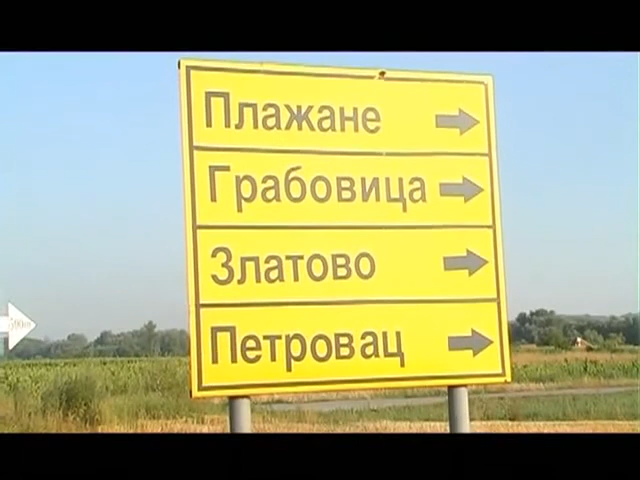 Плажане
Грабовица
Златово
Петровац